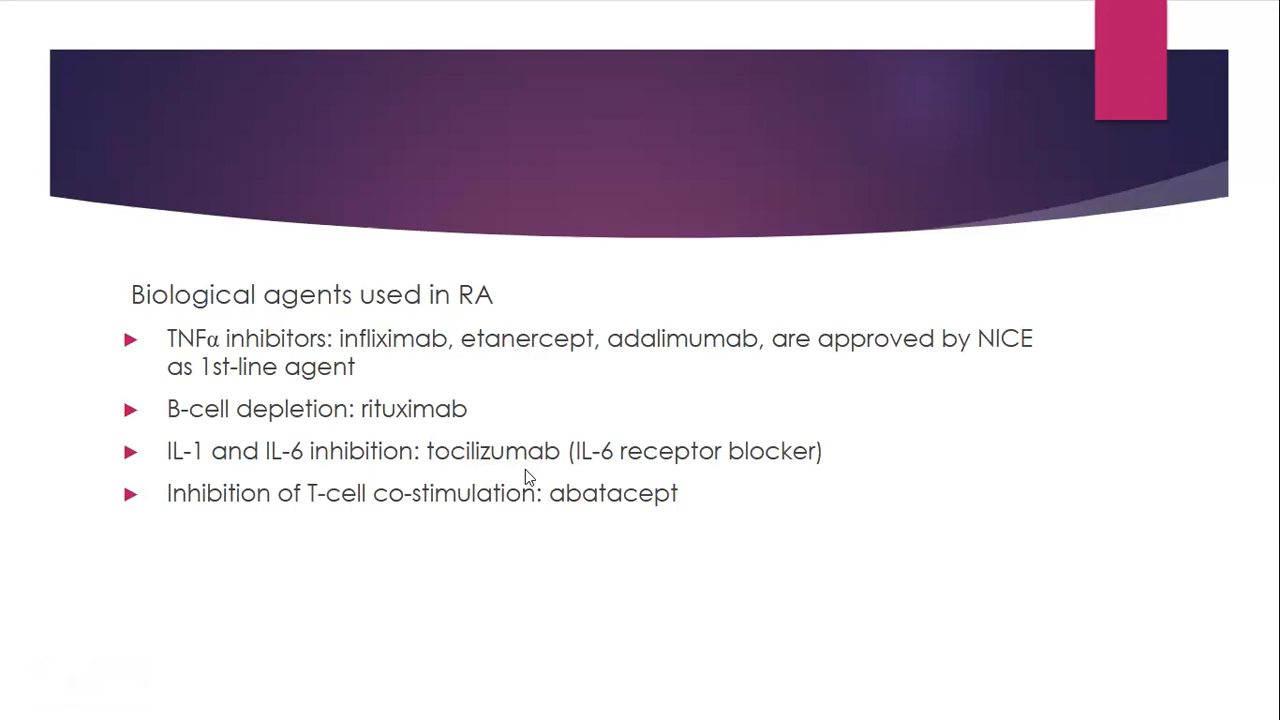 Biological agents used in RA
TNFα inhibitors: infliximab, etanercept, adalimumab, are approved by NICE
as 1st-line agent
B-cell depletion: rituximab
IL-1 and IL-6 inhibition: tocilizumab (IL-6 receptor blocker)
Inhibition of T-cell co-stimulation: abatacept